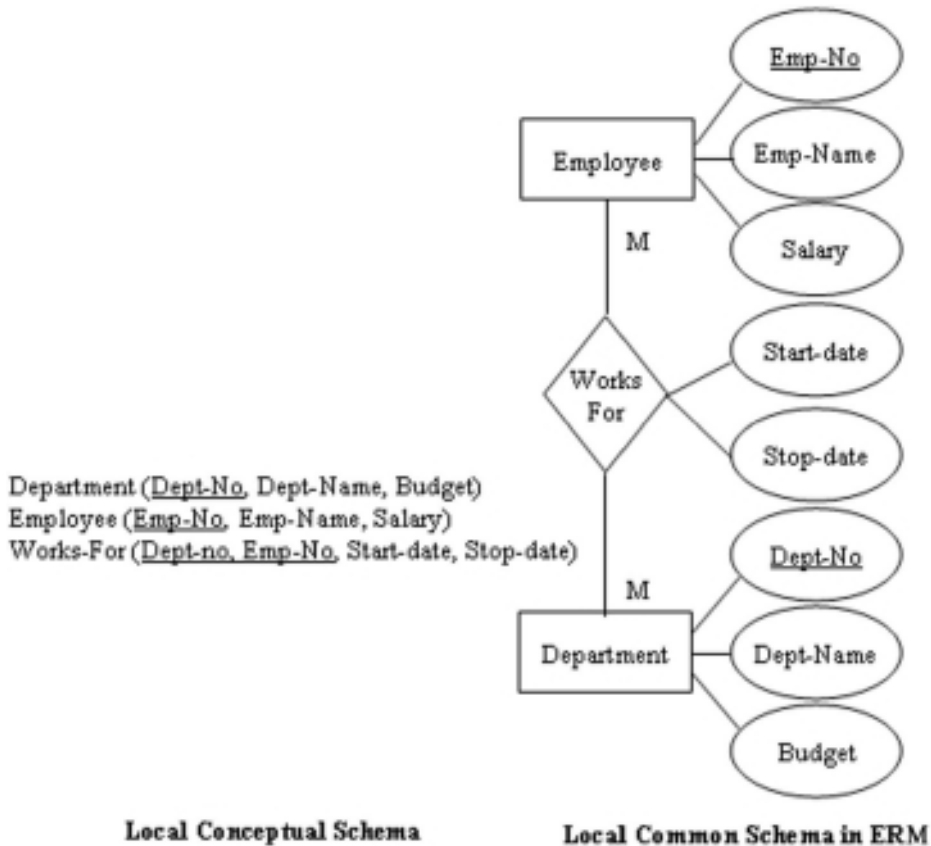 Emp-No
Employee
Emp-Name
Salary
M
Works
For
Start-date
Stop-date
Department (Dept-No, Dept-Name, Budget)
Employee (Emp-No, Emp-Name, Salary)
Works-For (Dept-no, Emp-No, Start-date, Stop-date)
M
Dept-No
Department
Dept-Name
Budget
Local Conceptual Schema
Local Common Schema in ERM